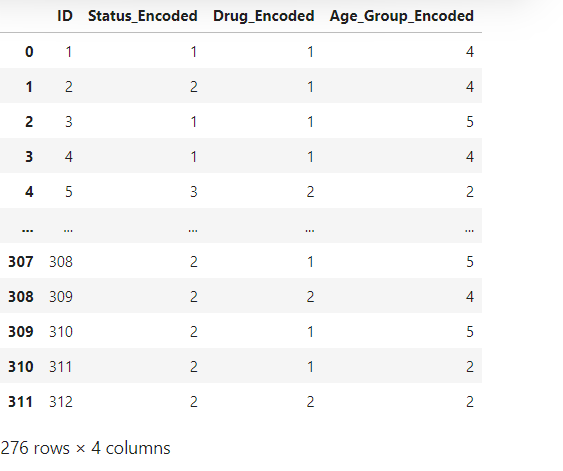 ID Status_Encoded Drug_Encoded Age_Group_Encoded
0 1 1 1 4
1 2 2 1 4
2 3 1 1 5
3 4 1 1 4
4 5 3 2 2
... ... ... ... ...
307 308 2 1 5
308 309 2 2 4
309 310 2 1 5
310 311 2 1 2
311 312 2 2 2
276 rows × 4 columns